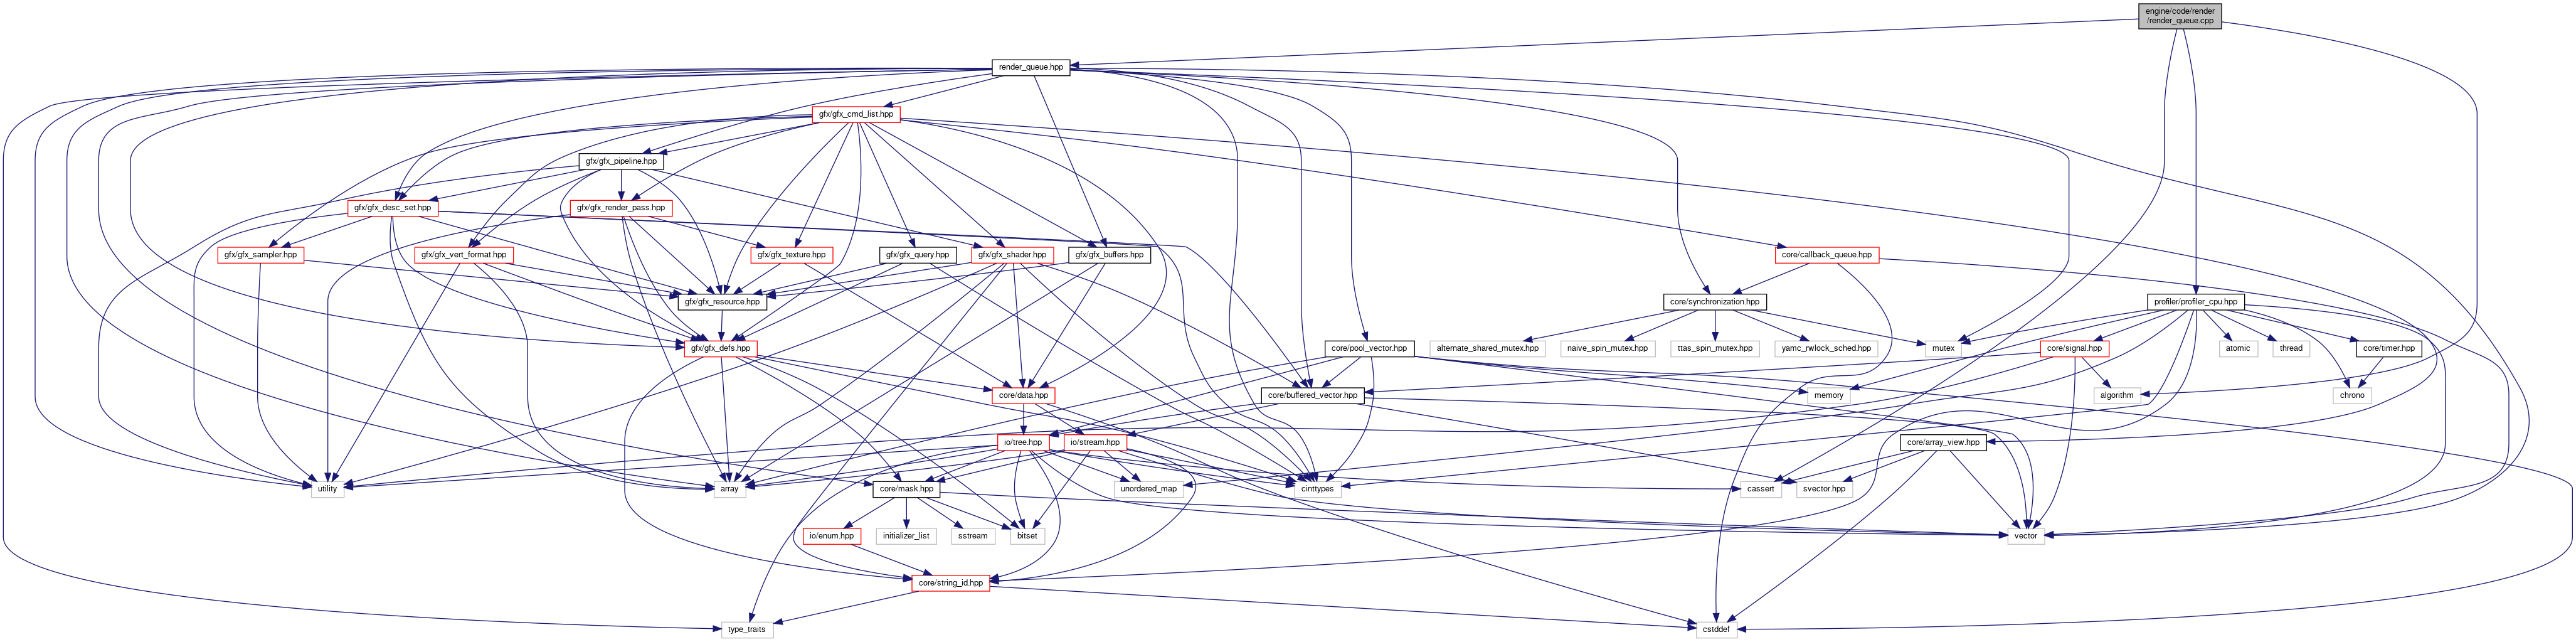 engine/code/render
/render_queue.cpp
render_queue.hpp
gfx/gfx_cmd_list.hpp
gfx/gfx_pipeline.hpp
gfx/gfx_desc_set.hpp
gfx/gfx_render_pass.hpp
gfx/gfx_sampler.hpp
gfx/gfx_vert_format.hpp
gfx/gfx_texture.hpp
gfx/gfx_query.hpp
gfx/gfx_shader.hpp
gfx/gfx_buffers.hpp
core/callback_queue.hpp
gfx/gfx_resource.hpp
core/synchronization.hpp
profiler/profiler_cpu.hpp
gfx/gfx_defs.hpp
core/pool_vector.hpp
alternate_shared_mutex.hpp
naive_spin_mutex.hpp
ttas_spin_mutex.hpp
yamc_rwlock_sched.hpp
mutex
core/signal.hpp
atomic
thread
core/timer.hpp
core/data.hpp
core/buffered_vector.hpp
memory
algorithm
chrono
io/tree.hpp
io/stream.hpp
core/array_view.hpp
utility
array
core/mask.hpp
unordered_map
cinttypes
cassert
svector.hpp
io/enum.hpp
initializer_list
sstream
bitset
vector
core/string_id.hpp
type_traits
cstddef